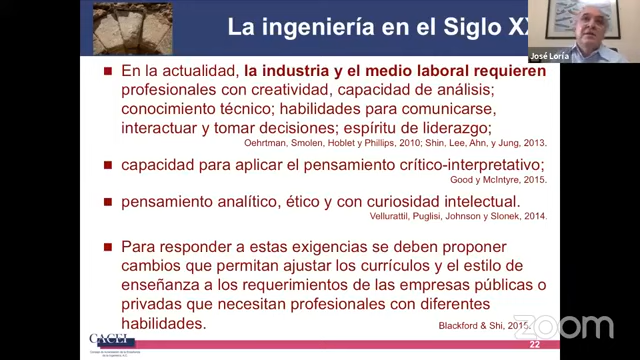 La ingeniería en el Siglo XX
José Loría
En la actualidad, la industria y el medio laboral requieren
profesionales con creatividad, capacidad de análisis;
conocimiento técnico; habilidades para comunicarse,
interactuar y tomar decisiones; espíritu de liderazgo;
Oehrtman, Smolen, Hoblet y Phillips, 2010; Shin, Lee, Ahn, y Jung, 2013.
capacidad para aplicar el pensamiento crítico-interpretativo;
Good y McIntyre, 2015.
pensamiento analítico, ético y con curiosidad intelectual.
Vellurattil, Puglisi, Johnson y Slonek, 2014.
Para responder a estas exigencias se deben proponer
cambios que permitan ajustar los currículos y el estilo de
enseñanza a los requerimientos de las empresas públicas o
privadas que necesitan profesionales con diferentes
habilidades.
Blackford & Shi, 2015.
zoom
CACEI
22